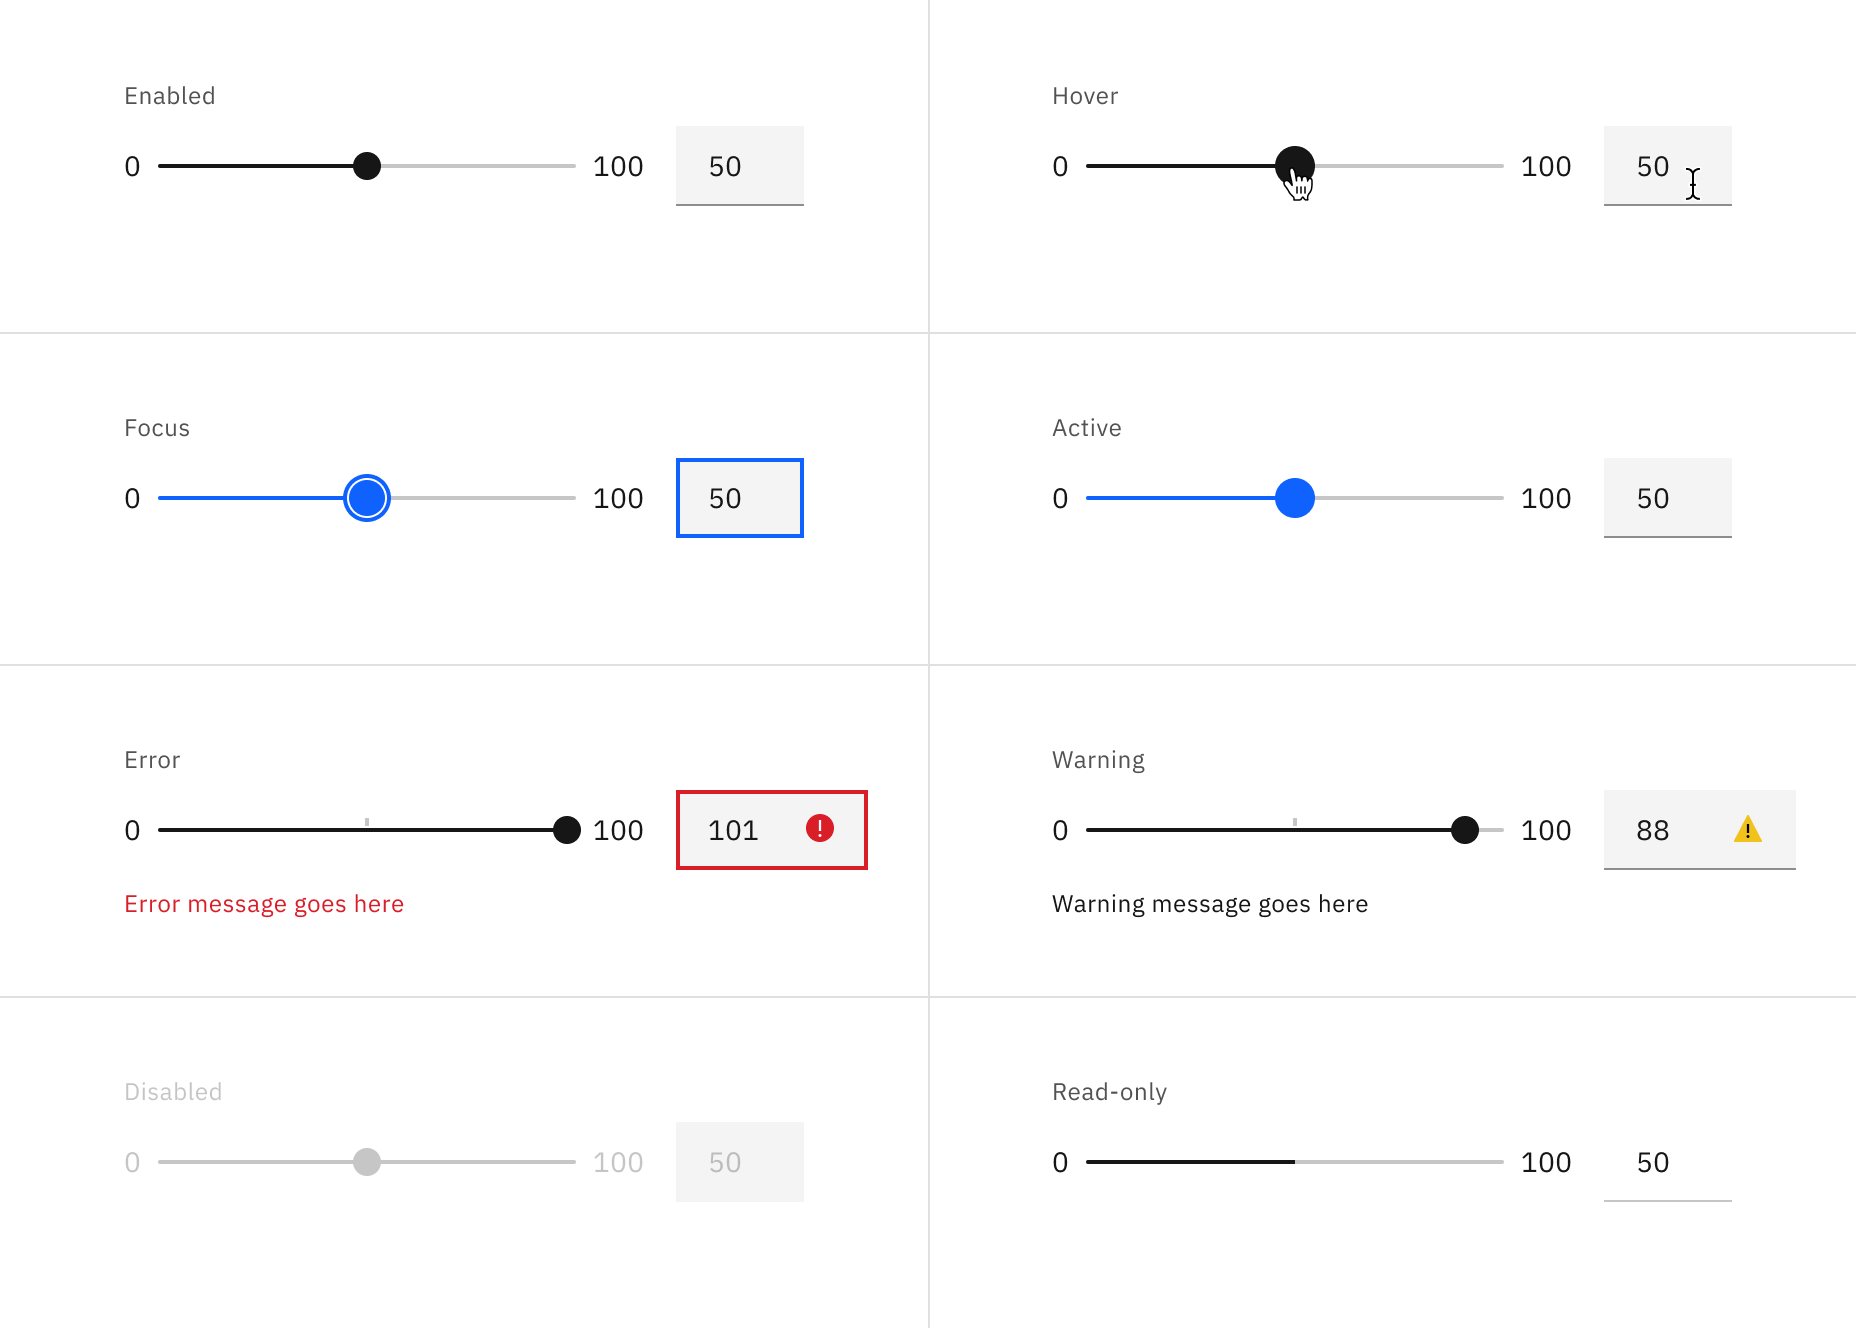 Enabled
0 100 50
Hover
0 100 50
Focus
0 100 50
Active
0 100 50
Error
0 100 101
Error message goes here
Warning
0 100 88
Warning message goes here
Disabled
0 100 50
Read-only
0 100 50